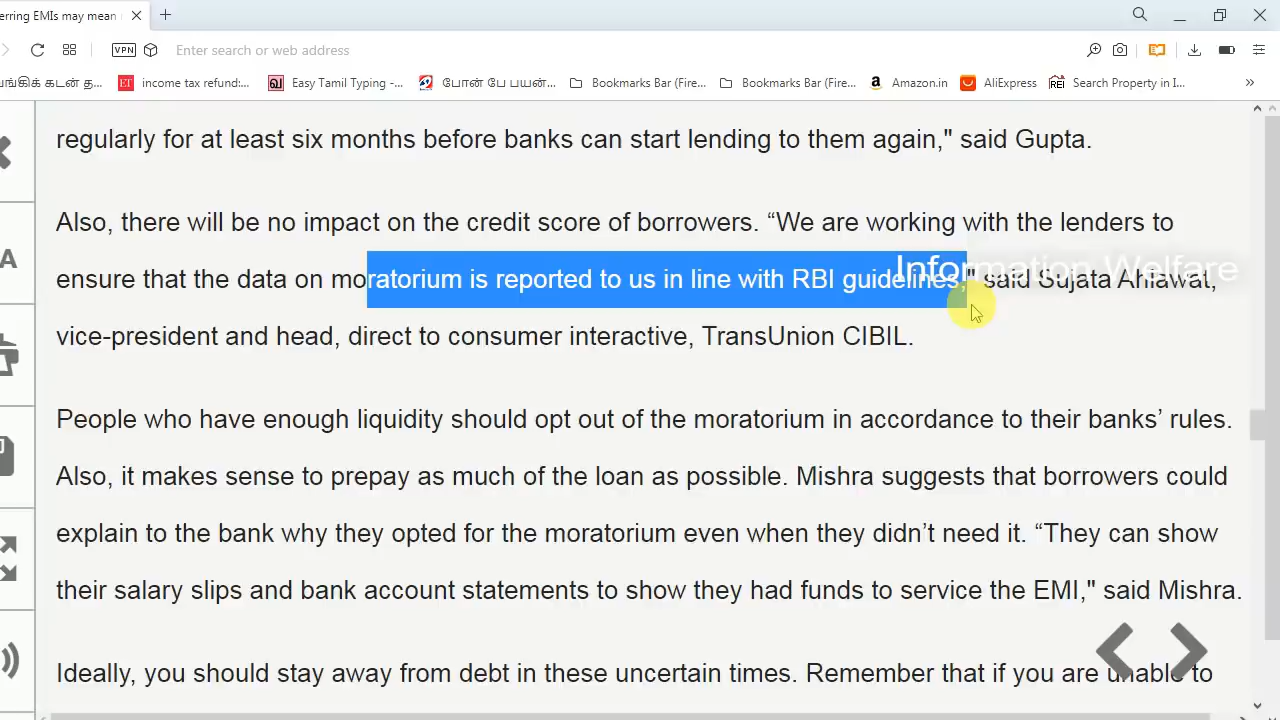 erring EMIs may mean
VPN
Enter search or web address
ங்கிக் கடன் த...
ET income tax refund:...
Easy Tamil Typing -...
போன் பே பயன்...
Bookmarks Bar (Fire...
Bookmarks Bar (Fire...
Amazon.in
AliExpress
REI Search Property in I...
regularly for at least six months before banks can start lending to them again," said Gupta.
Also, there will be no impact on the credit score of borrowers. “We are working with the lenders to
ensure that the data on moratorium is reported to us in line with RBI guidelines," said Sujata Ahlawat,
Information Welfare
vice-president and head, direct to consumer interactive, TransUnion CIBIL.
People who have enough liquidity should opt out of the moratorium in accordance to their banks’ rules.
Also, it makes sense to prepay as much of the loan as possible. Mishra suggests that borrowers could
explain to the bank why they opted for the moratorium even when they didn’t need it. “They can show
their salary slips and bank account statements to show they had funds to service the EMI," said Mishra.
Ideally, you should stay away from debt in these uncertain times. Remember that if you are unable to
A